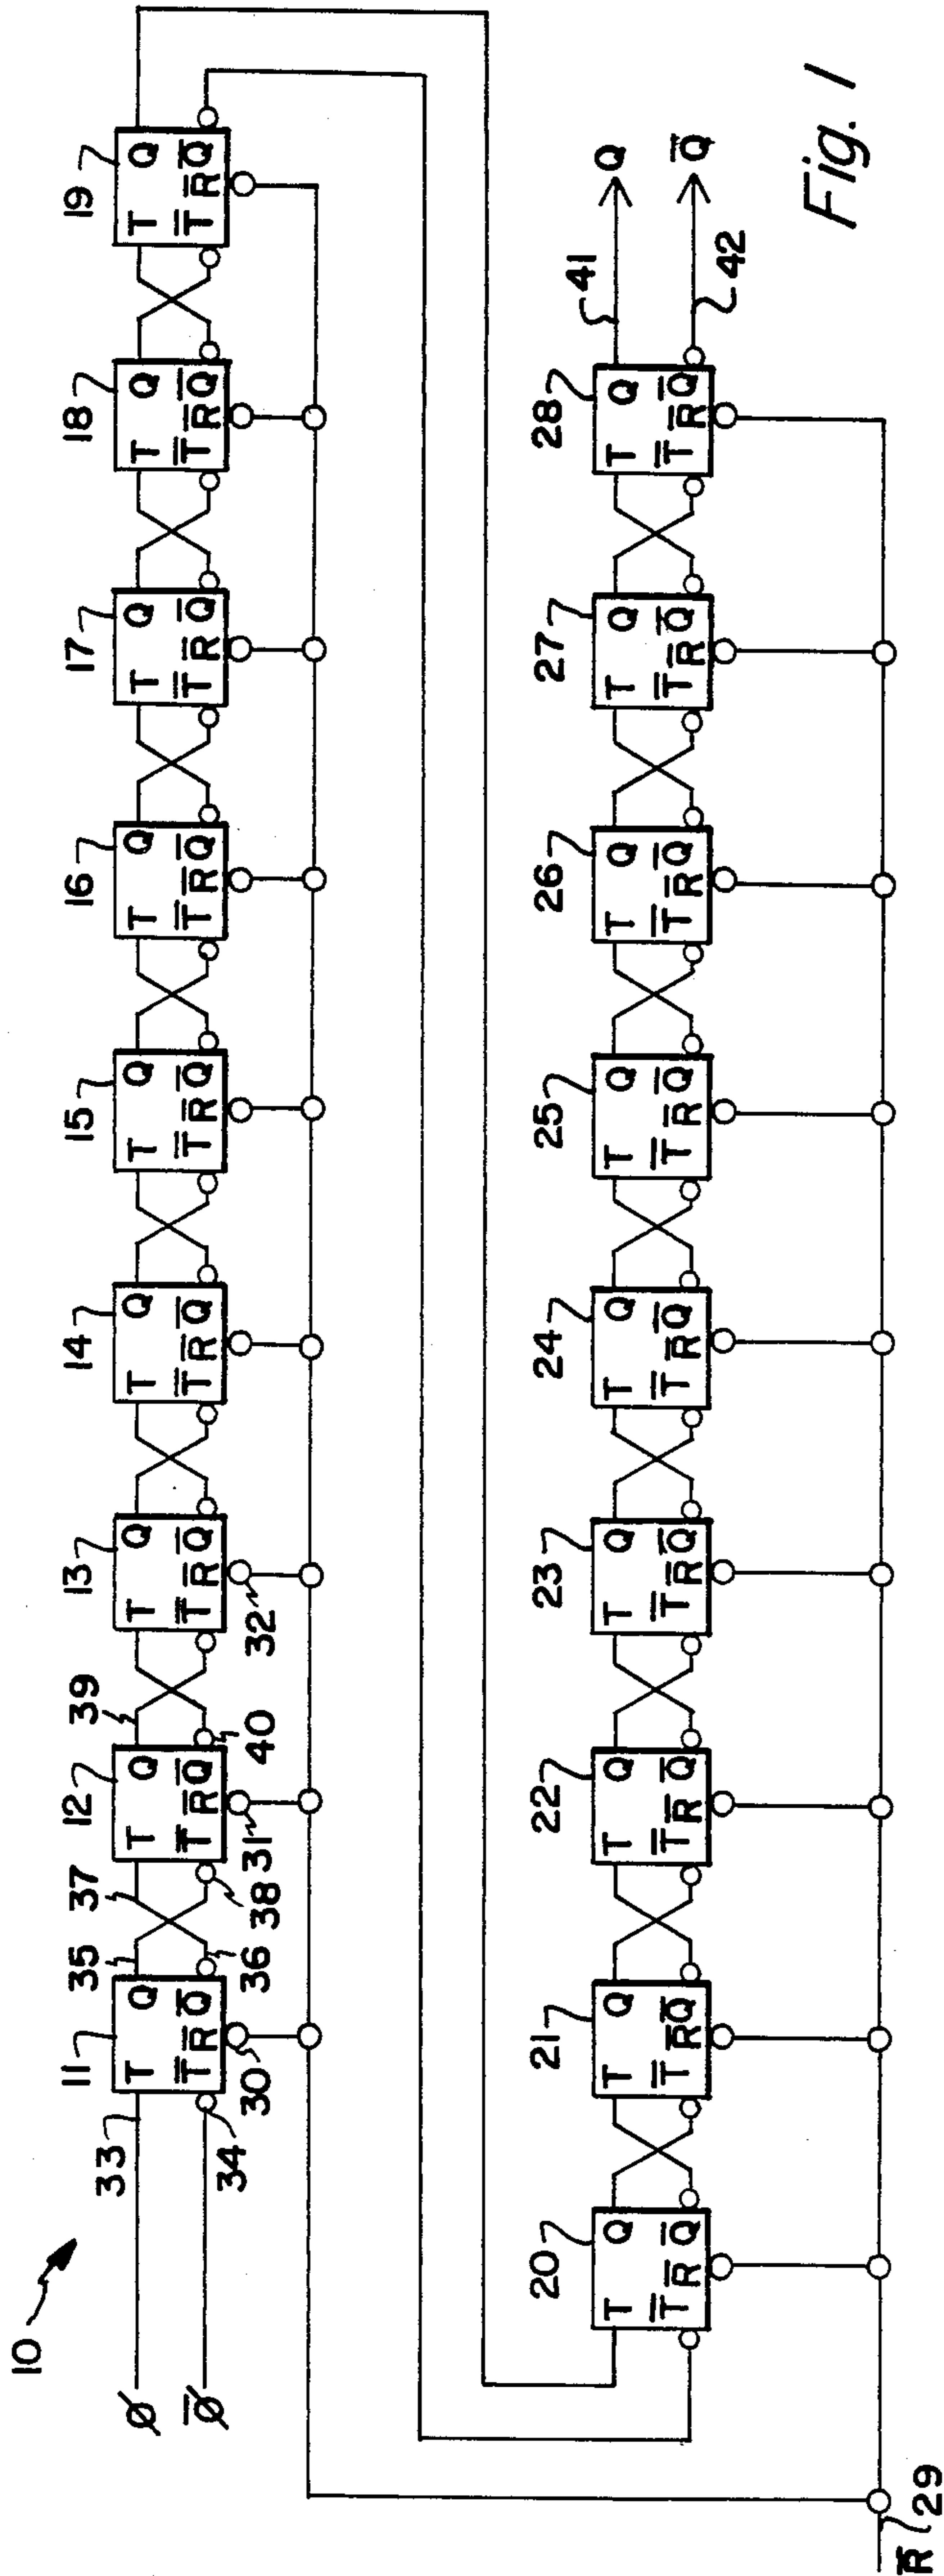 10
11 12 13 14 15 16 17 18 19
33 35 37 39
Ø T Q T Q T Q T Q T Q T Q T Q T Q T Q
Ø̅ T̅ R̅ Q̅ T̅ R̅ Q̅ T̅ R̅ Q̅ T̅ R̅ Q̅ T̅ R̅ Q̅ T̅ R̅ Q̅ T̅ R̅ Q̅ T̅ R̅ Q̅ T̅ R̅ Q̅
34 30 36 38 31 40 32
20 21 22 23 24 25 26 27 28
41
T Q T Q T Q T Q T Q T Q T Q T Q T Q Q
T̅ R̅ Q̅ T̅ R̅ Q̅ T̅ R̅ Q̅ T̅ R̅ Q̅ T̅ R̅ Q̅ T̅ R̅ Q̅ T̅ R̅ Q̅ T̅ R̅ Q̅ T̅ R̅ Q̅ Q̅
42
R̅ 29
Fig. 1